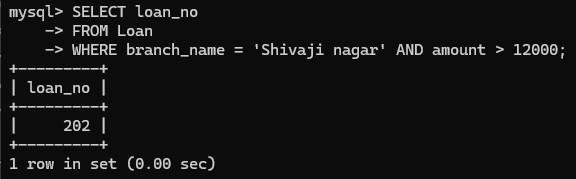 mysql> SELECT loan_no
    -> FROM Loan
    -> WHERE branch_name = 'Shivaji nagar' AND amount > 12000;
+---------+
| loan_no |
+---------+
|     202 |
+---------+
1 row in set (0.00 sec)